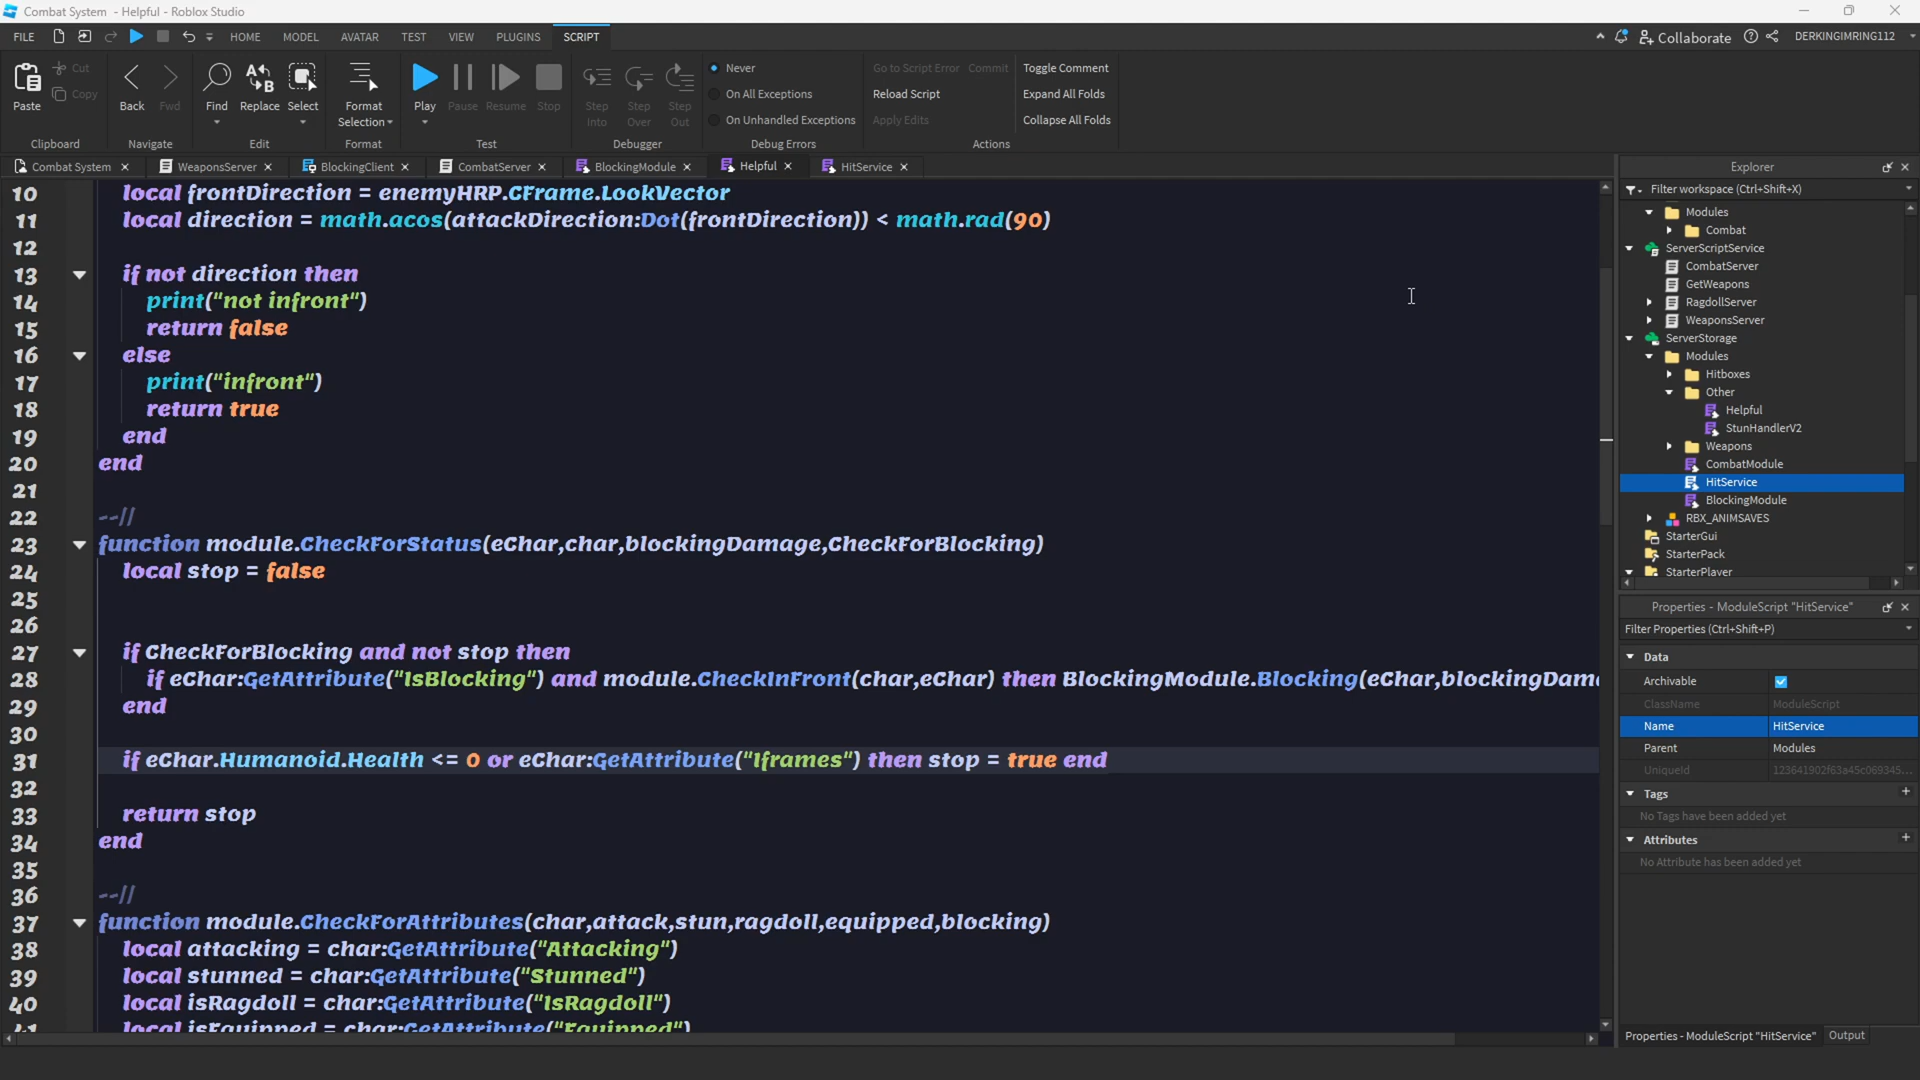 Combat System - Helpful - Roblox Studio
FILE HOME MODEL AVATAR TEST VIEW PLUGINS SCRIPT Collaborate DERKINGIMRING112
Paste Cut Copy Back Fwd Find Replace Select Format Selection Play Pause Resume Stop Step Into Step Over Step Out
Never
On All Exceptions
On Unhandled Exceptions
Go to Script Error Commit
Reload Script
Apply Edits
Toggle Comment
Expand All Folds
Collapse All Folds
Clipboard Navigate Edit Format Test Debugger Debug Errors Actions
Combat System WeaponsServer BlockingClient CombatServer BlockingModule Helpful HitService
10 local frontDirection = enemyHRP.CFrame.LookVector
11 local direction = math.acos(attackDirection:Dot(frontDirection)) < math.rad(90)
12
13 if not direction then
14 print("not infront")
15 return false
16 else
17 print("infront")
18 return true
19 end
20 end
21
22 --//
23 function module.CheckForStatus(eChar,char,blockingDamage,CheckForBlocking)
24 local stop = false
25
26
27 if CheckForBlocking and not stop then
28 if eChar:GetAttribute("IsBlocking") and module.CheckInFront(char,eChar) then BlockingModule.Blocking(eChar,blockingDam
29 end
30
31 if eChar.Humanoid.Health <= 0 or eChar:GetAttribute("Iframes") then stop = true end
32
33 return stop
34 end
35
36 --//
37 function module.CheckForAttributes(char,attack,stun,ragdoll,equipped,blocking)
38 local attacking = char:GetAttribute("Attacking")
39 local stunned = char:GetAttribute("Stunned")
40 local isRagdoll = char:GetAttribute("IsRagdoll")
41 local isEquipped = char:GetAttribute("Equipped")
Explorer
Filter workspace (Ctrl+Shift+X)
Modules
Combat
ServerScriptService
CombatServer
GetWeapons
RagdollServer
WeaponsServer
ServerStorage
Modules
Hitboxes
Other
Helpful
StunHandlerV2
Weapons
CombatModule
HitService
BlockingModule
RBX_ANIMSAVES
StarterGui
StarterPack
StarterPlayer
Properties - ModuleScript "HitService"
Filter Properties (Ctrl+Shift+P)
Data
Archivable
ClassName ModuleScript
Name HitService
Parent Modules
UniqueId 123641902f63a45c069345...
Tags
No Tags have been added yet
Attributes
No Attribute has been added yet
Properties - ModuleScript "HitService" Output